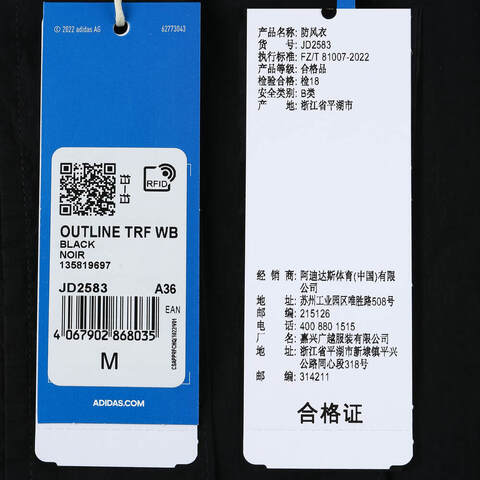 © 2022 adidas AG
62773043
RFID
OUTLINE TRF WB
BLACK
NOIR
135819697
JD2583 A36
EAN
4 067902 868035
M
ADIDAS.COM
产品名称: 防风衣
货 号: JD2583
执行标准: FZ/T 81007-2022
产品等级: 合格品
检验合格: 检18
安全类别: B类
产 地: 浙江省平湖市
经 销 商: 阿迪达斯体育(中国)有限
公司
地 址: 苏州工业园区唯胜路508号
邮 编: 215126
电 话: 400 880 1515
厂 商: 嘉兴广越服装有限公司
地 址: 浙江省平湖市新埭镇平兴
公路同心段318号
邮 编: 314211
合格证